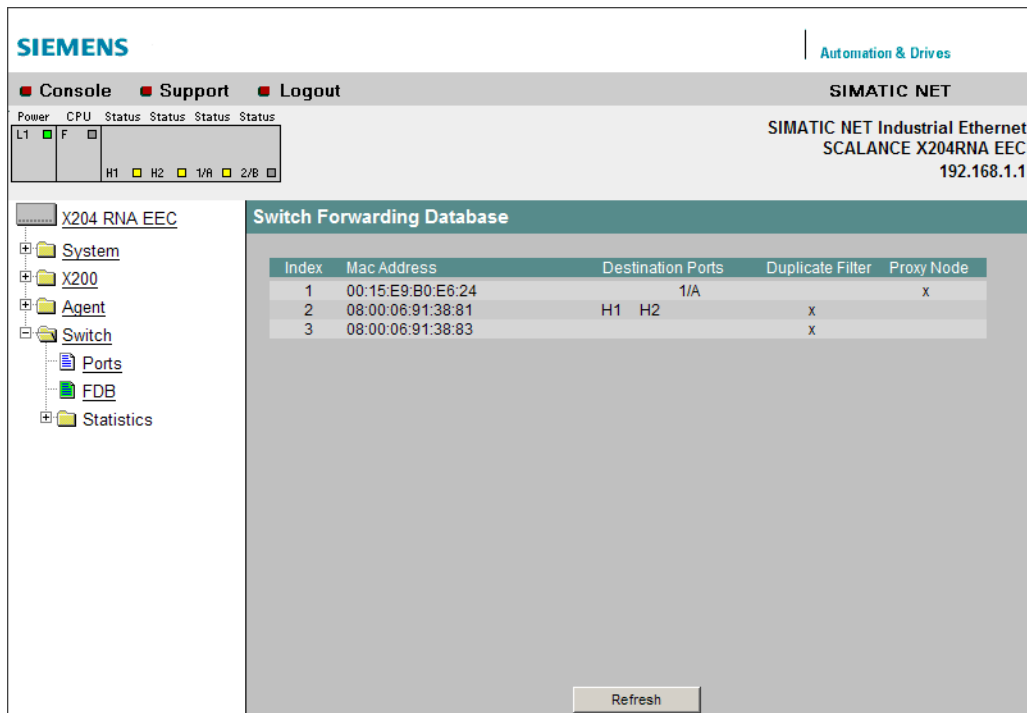 SIEMENS
Automation & Drives
Console Support Logout SIMATIC NET
Power CPU Status Status Status Status
L1 F
H1 H2 1/A 2/B
SIMATIC NET Industrial Ethernet
SCALANCE X204RNA EEC
192.168.1.1
X204 RNA EEC
System
X200
Agent
Switch
Ports
FDB
Statistics
Switch Forwarding Database
Index Mac Address Destination Ports Duplicate Filter Proxy Node
1 00:15:E9:B0:E6:24 1/A x
2 08:00:06:91:38:81 H1 H2 x
3 08:00:06:91:38:83 x
Refresh